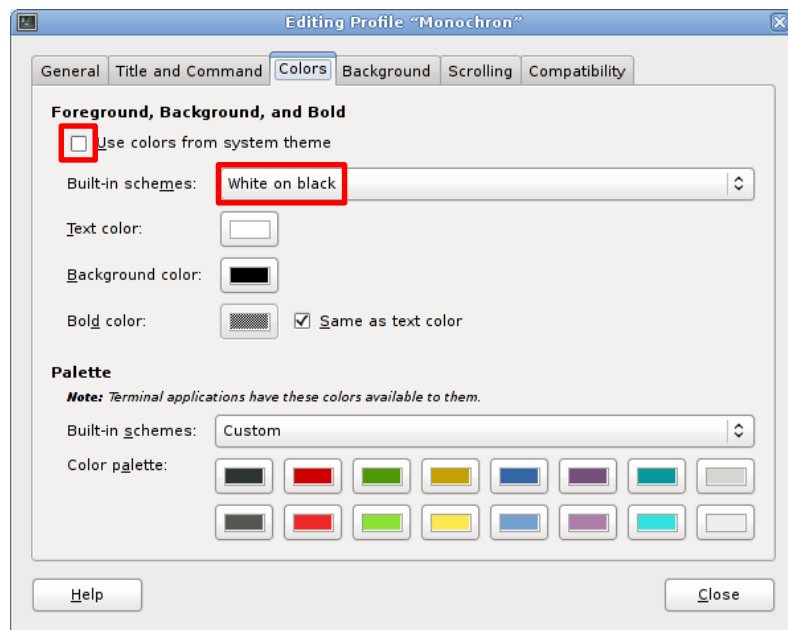 Editing Profile “Monochron”
General Title and Command Colors Background Scrolling Compatibility
Foreground, Background, and Bold
Use colors from system theme
Built-in schemes: White on black
Text color:
Background color:
Bold color: Same as text color
Palette
Note: Terminal applications have these colors available to them.
Built-in schemes: Custom
Color palette:
Help Close